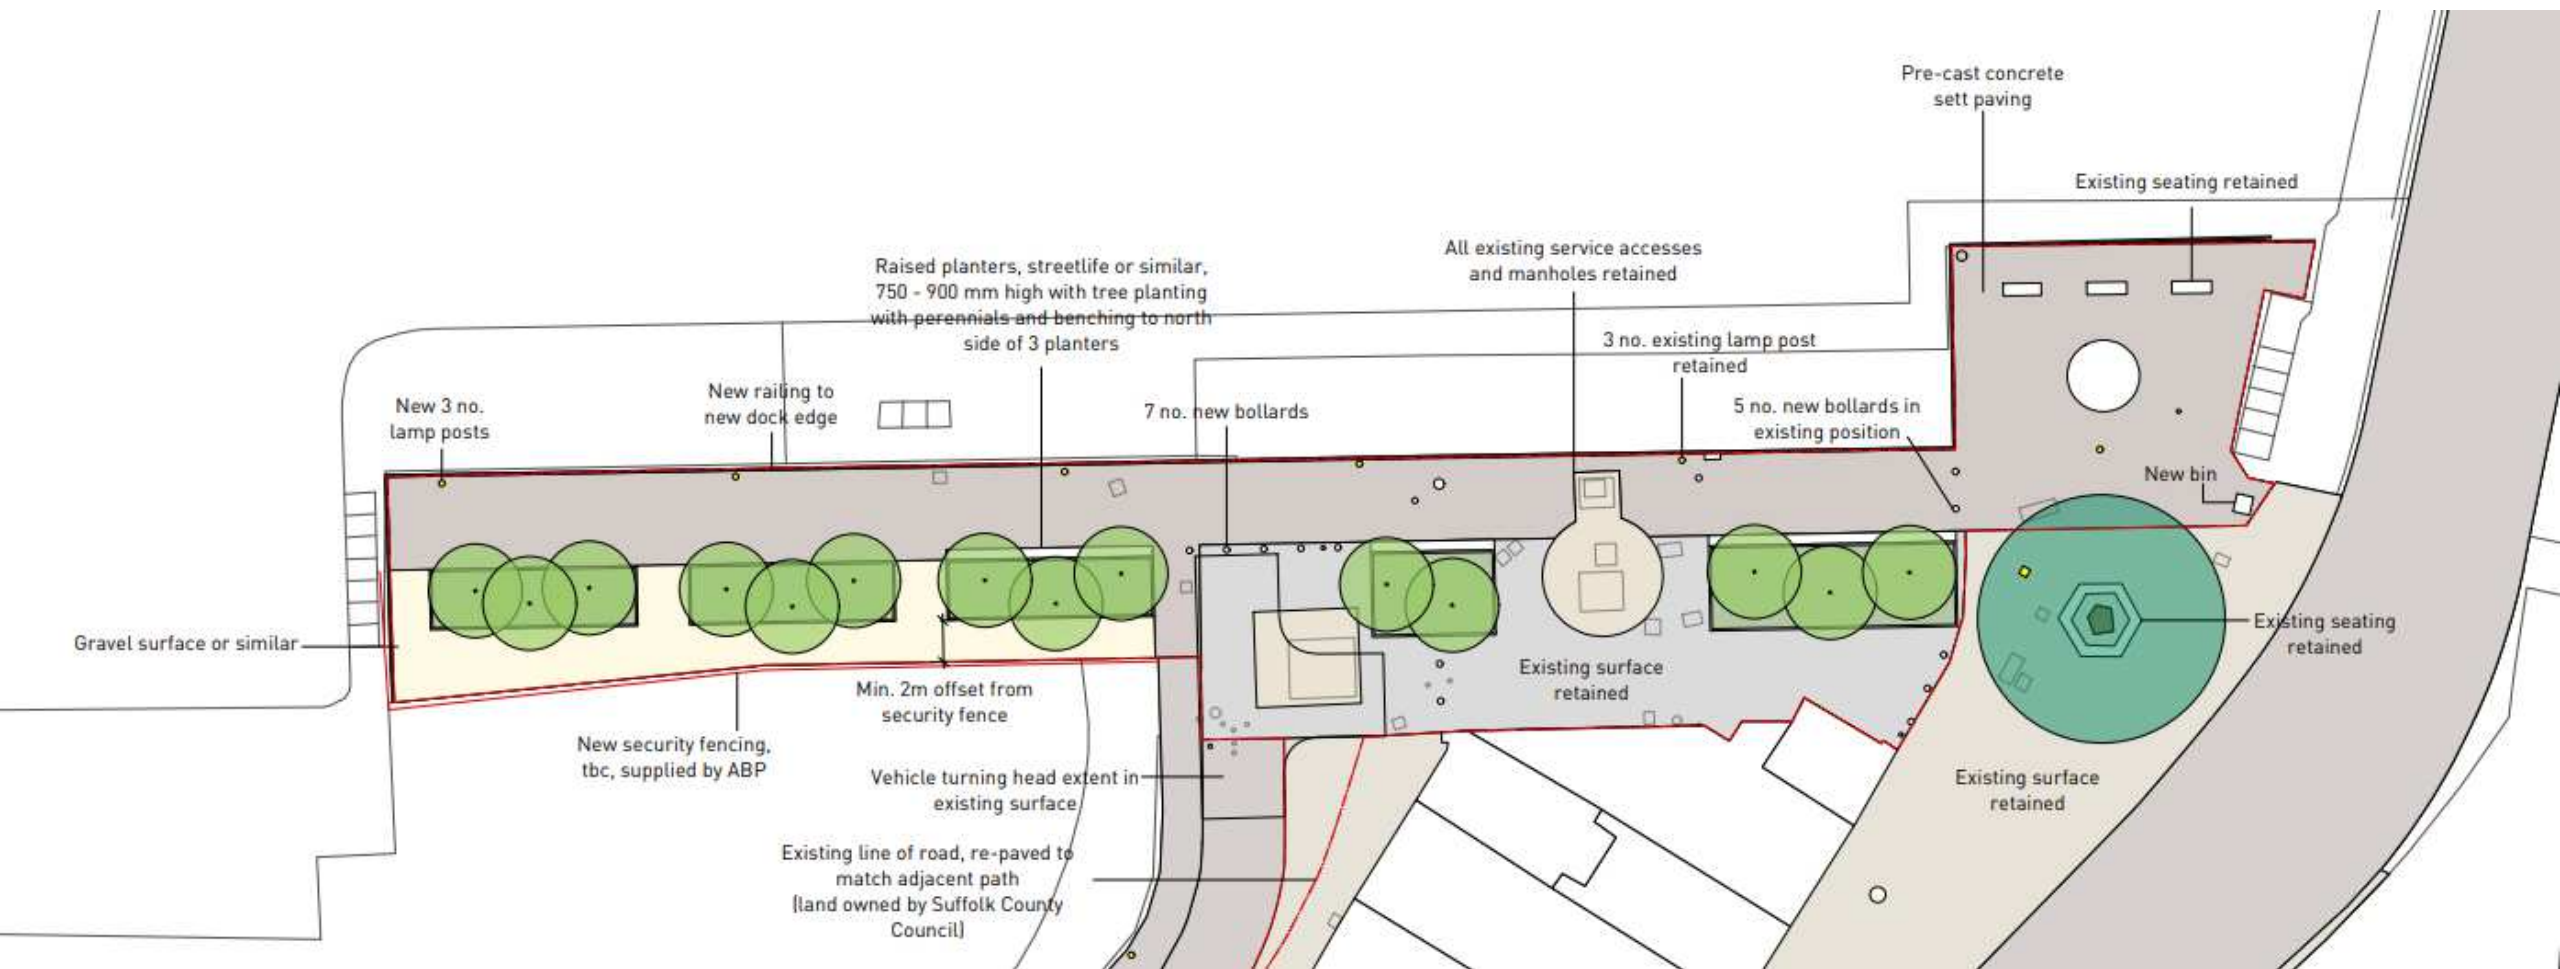 Pre-cast concrete
sett paving
Existing seating retained
All existing service accesses
and manholes retained
Raised planters, streetlife or similar,
750 - 900 mm high with tree planting
with perennials and benching to north
side of 3 planters
3 no. existing lamp post
retained
New 3 no.
lamp posts
New railing to
new dock edge
7 no. new bollards
5 no. new bollards in
existing position
New bin
Gravel surface or similar
Existing seating
retained
Existing surface
retained
Min. 2m offset from
security fence
New security fencing,
tbc, supplied by ABP
Vehicle turning head extent in
existing surface
Existing surface
retained
Existing line of road, re-paved to
match adjacent path
(land owned by Suffolk County
Council)